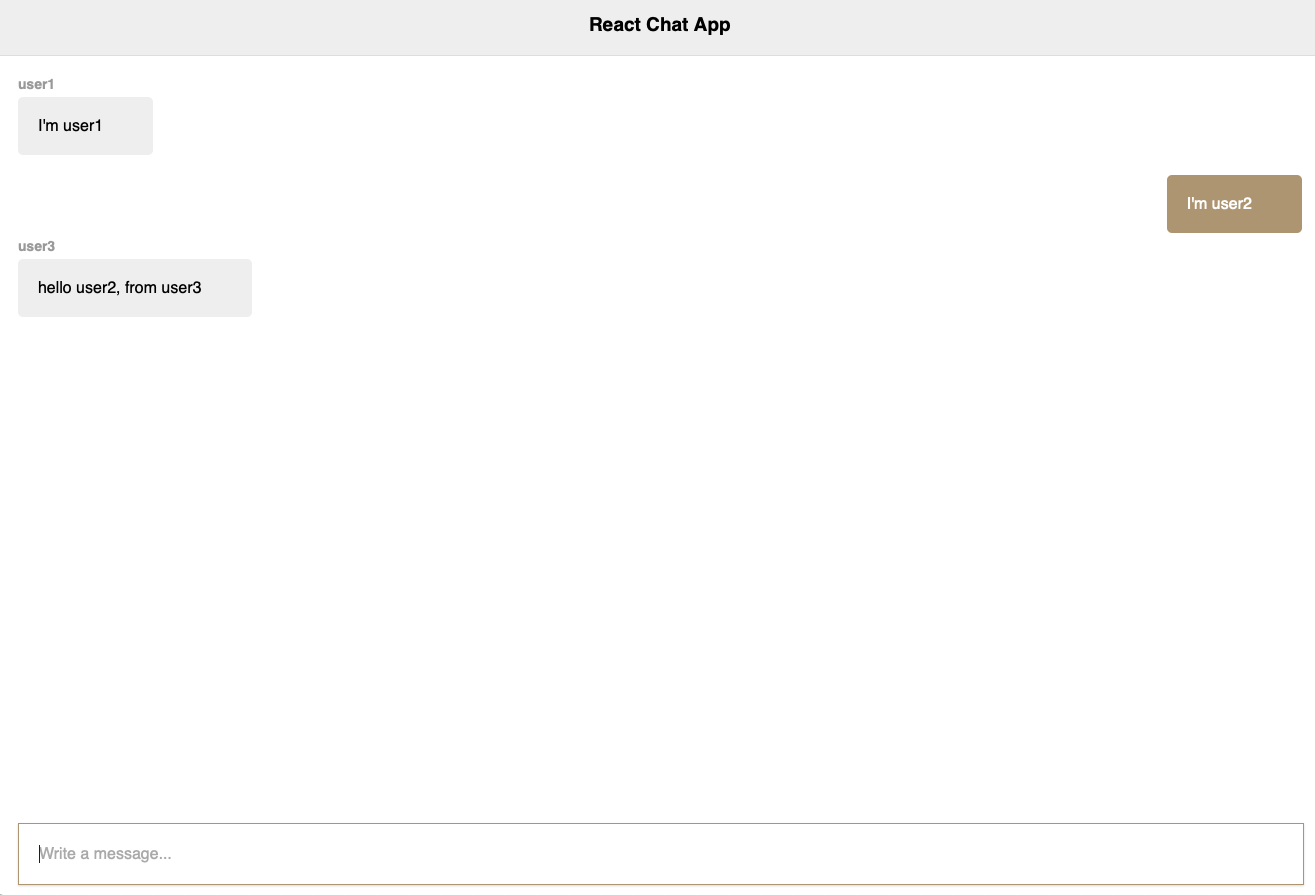 React Chat App
user1
I'm user1
I'm user2
user3
hello user2, from user3
Write a message...